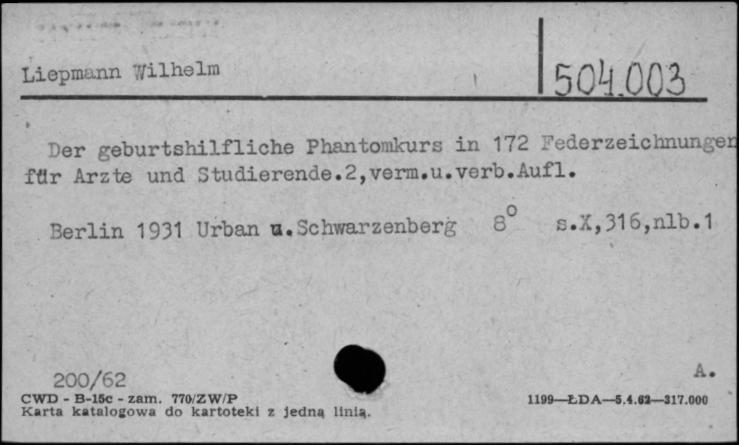 Liepmann Wilhelm
504.003
Der geburtshilfliche Phantomkurs in 172 Federzeichnungen
für Arzte und Studierende.2,verm.u.verb.Aufl.
Berlin 1931 Urban u.Schwarzenberg 8° s.X,316,nlb.1
200/62
A.
CWD - B-15c - zam. 770/ZW/P
1199—ŁDA—5.4.62—317.000
Karta katalogowa do kartoteki z jedną linią.